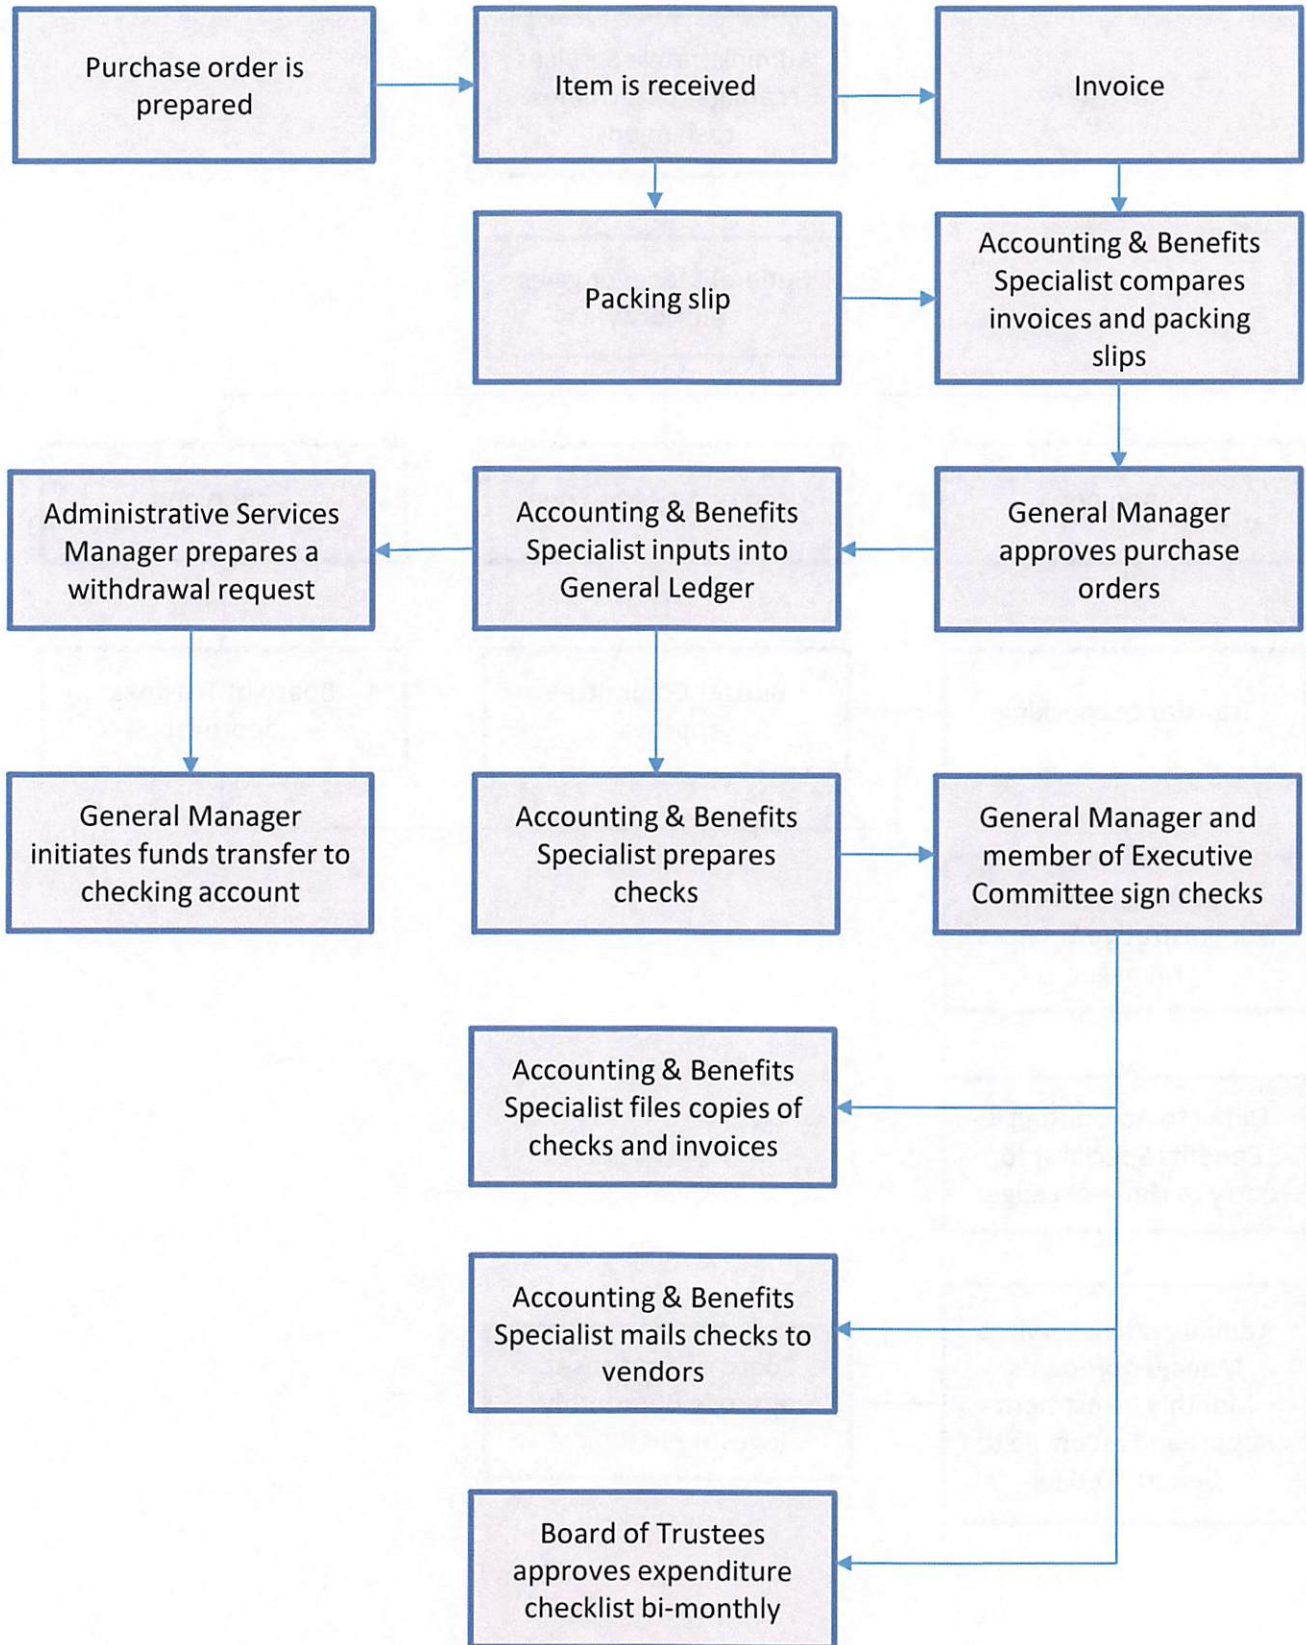 Purchase order is
prepared
Item is received
Invoice
Packing slip
Accounting & Benefits
Specialist compares
invoices and packing
slips
Administrative Services
Manager prepares a
withdrawal request
Accounting & Benefits
Specialist inputs into
General Ledger
General Manager
approves purchase
orders
General Manager
initiates funds transfer to
checking account
Accounting & Benefits
Specialist prepares
checks
General Manager and
member of Executive
Committee sign checks
Accounting & Benefits
Specialist files copies of
checks and invoices
Accounting & Benefits
Specialist mails checks to
vendors
Board of Trustees
approves expenditure
checklist bi-monthly